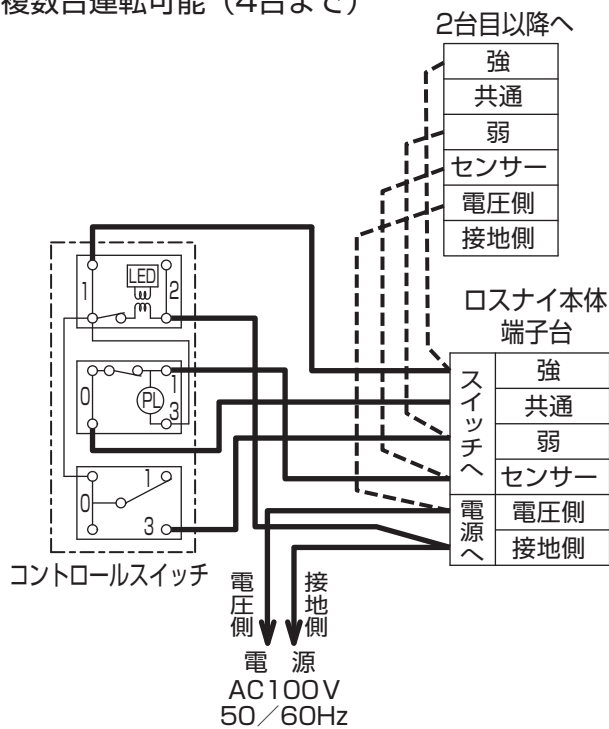 複数台運転可能（4台まで）
2台目以降へ
強
共通
弱
センサー
電圧側
接地側
LED
1
2
0
PL
1
3
0
1
3
コントロールスイッチ
ロスナイ本体
端子台
スイッチへ
強
共通
弱
センサー
電源へ
電圧側
接地側
電圧側
接地側
電 源
AC100V
50／60Hz